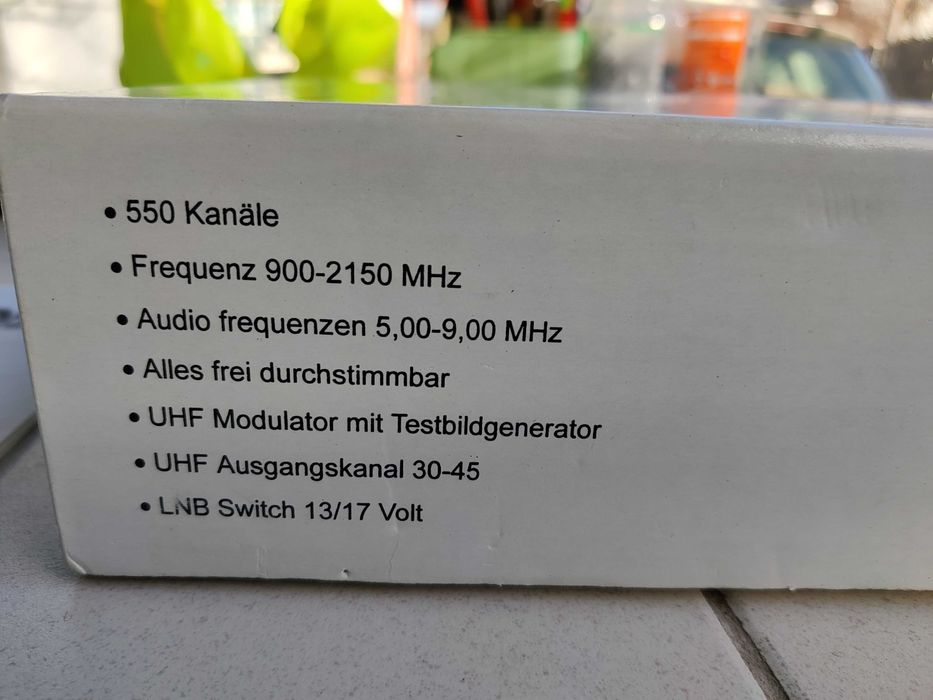 • 550 Kanäle
• Frequenz 900-2150 MHz
• Audio frequenzen 5,00-9,00 MHz
• Alles frei durchstimmbar
• UHF Modulator mit Testbildgenerator
• UHF Ausgangskanal 30-45
• LNB Switch 13/17 Volt